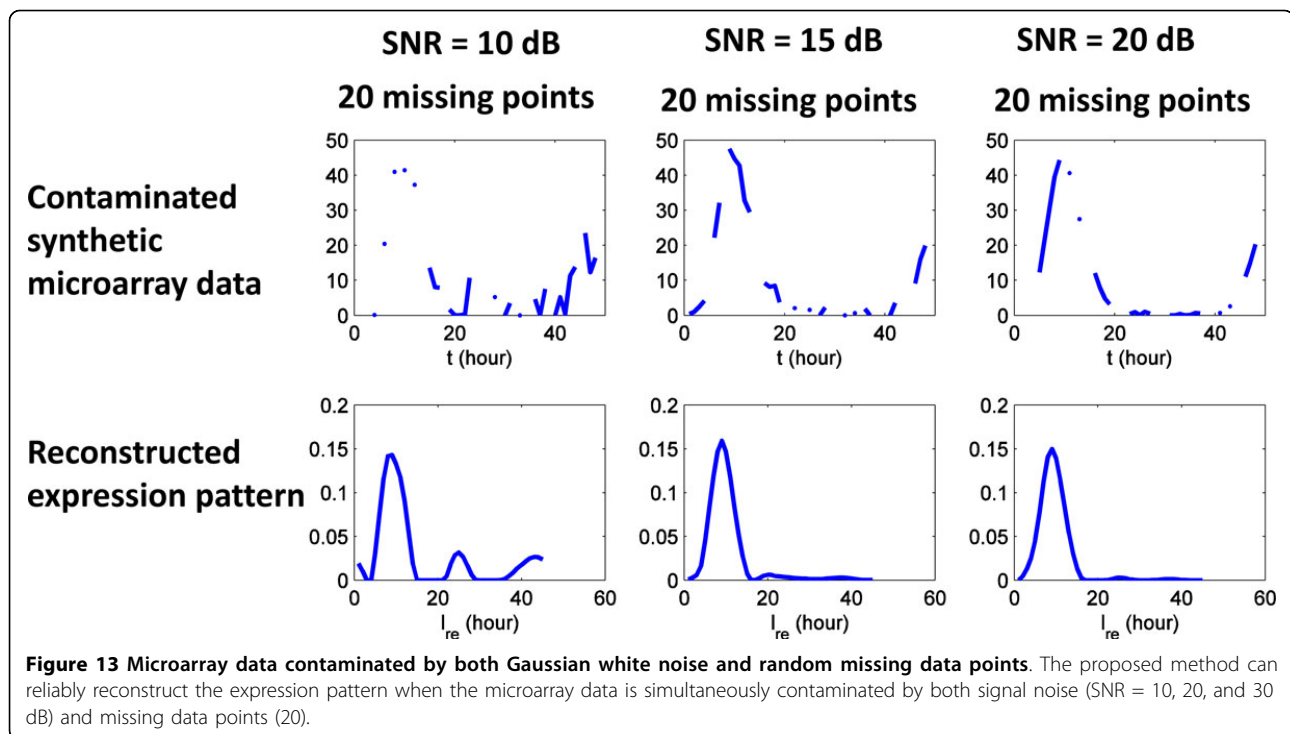 SNR = 10 dB
20 missing points
SNR = 15 dB
20 missing points
SNR = 20 dB
20 missing points
Contaminated
synthetic
microarray data
50
40
30
20
10
0
0
20
40
t (hour)
50
40
30
20
10
0
0
20
40
t (hour)
50
40
30
20
10
0
0
20
40
t (hour)
Reconstructed
expression pattern
0.2
0.15
0.1
0.05
0
0
20
40
60
l_re (hour)
0.2
0.15
0.1
0.05
0
0
20
40
60
l_re (hour)
0.2
0.15
0.1
0.05
0
0
20
40
60
l_re (hour)
Figure 13 Microarray data contaminated by both Gaussian white noise and random missing data points. The proposed method can
reliably reconstruct the expression pattern when the microarray data is simultaneously contaminated by both signal noise (SNR = 10, 20, and 30
dB) and missing data points (20).